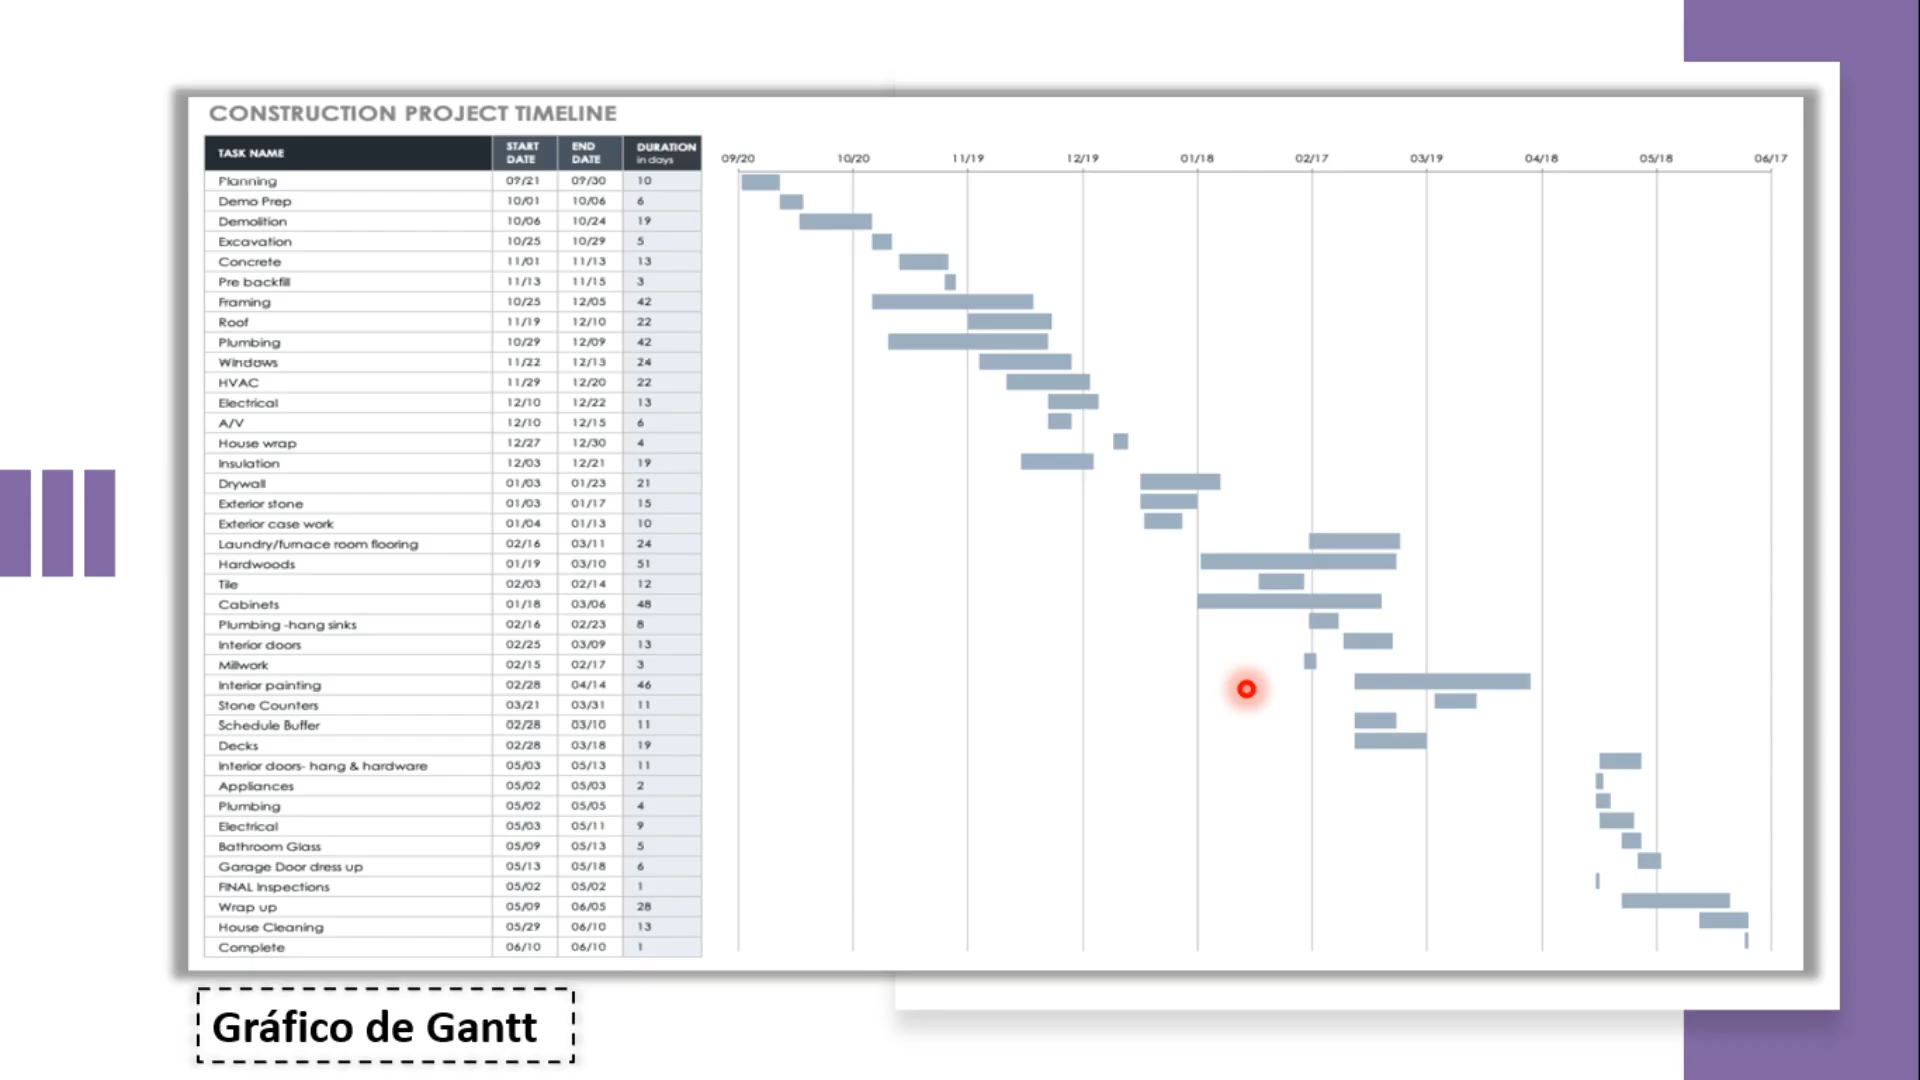 CONSTRUCTION PROJECT TIMELINE
TASK NAME START DATE END DATE DURATION in days
09/20 10/20 11/19 12/19 01/18 02/17 03/19 04/18 05/18 06/17
Planning 09/21 09/30 10
Demo Prep 10/01 10/06 6
Demolition 10/06 10/24 19
Excavation 10/25 10/29 5
Concrete 11/01 11/13 13
Pre backfill 11/13 11/15 3
Framing 10/25 12/05 42
Roof 11/19 12/10 22
Plumbing 10/29 12/09 42
Windows 11/22 12/15 24
HVAC 11/29 12/20 22
Electrical 12/10 12/22 13
A/V 12/10 12/15 6
House wrap 12/27 12/30 4
Insulation 12/03 12/21 19
Drywall 01/03 01/23 21
Exterior stone 01/03 01/17 15
Exterior case work 01/04 01/13 10
Laundry/furnace room flooring 02/16 03/11 24
Hardwoods 01/19 03/10 51
Tile 02/03 02/14 12
Cabinets 01/18 03/06 48
Plumbing -hang sinks 02/16 02/23 8
Interior doors 02/25 03/09 13
Millwork 02/15 02/17 3
Interior painting 02/28 04/14 46
Stone Counters 03/21 03/31 11
Schedule Buffer 02/28 03/10 11
Decks 02/28 03/18 19
Interior doors- hang & hardware 05/03 05/13 11
Appliances 05/02 05/03 2
Plumbing 05/02 05/05 4
Electrical 05/03 05/11 9
Bathroom Glass 05/09 05/13 5
Garage Door dress up 05/13 05/18 6
FINAL Inspections 05/02 05/02 1
Wrap up 05/09 06/05 28
House Cleaning 05/29 06/10 13
Complete 06/10 06/10 1
Gráfico de Gantt